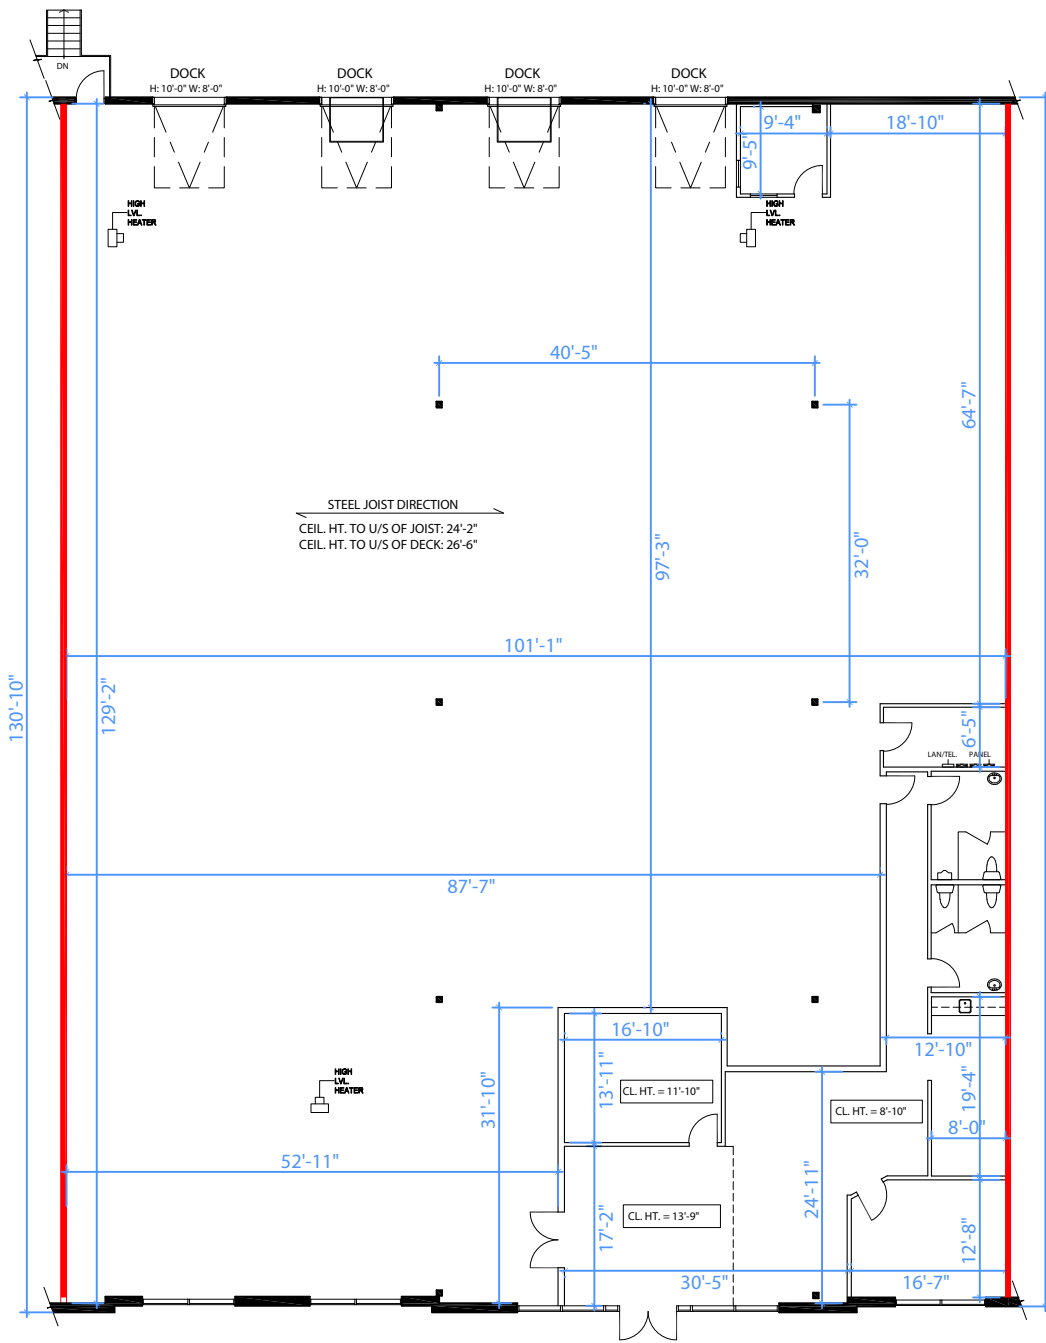 DN
DOCK
H: 10'-0" W: 8'-0"
DOCK
H: 10'-0" W: 8'-0"
DOCK
H: 10'-0" W: 8'-0"
DOCK
H: 10'-0" W: 8'-0"
9'-4"
18'-10"
9'-5"
HIGH
LVL.
HEATER
HIGH
LVL.
HEATER
40'-5"
64'-7"
STEEL JOIST DIRECTION
CEIL. HT. TO U/S OF JOIST: 24'-2"
CEIL. HT. TO U/S OF DECK: 26'-6"
97'-3"
32'-0"
101'-1"
130'-10"
129'-2"
6'-5"
LAN/TEL.
PANEL
87'-7"
16'-10"
12'-10"
13'-11"
31'-10"
HIGH
LVL.
HEATER
CL. HT. = 11'-10"
CL. HT. = 8'-10"
19'-4"
8'-0"
52'-11"
24'-11"
17'-2"
CL. HT. = 13'-9"
12'-8"
30'-5"
16'-7"